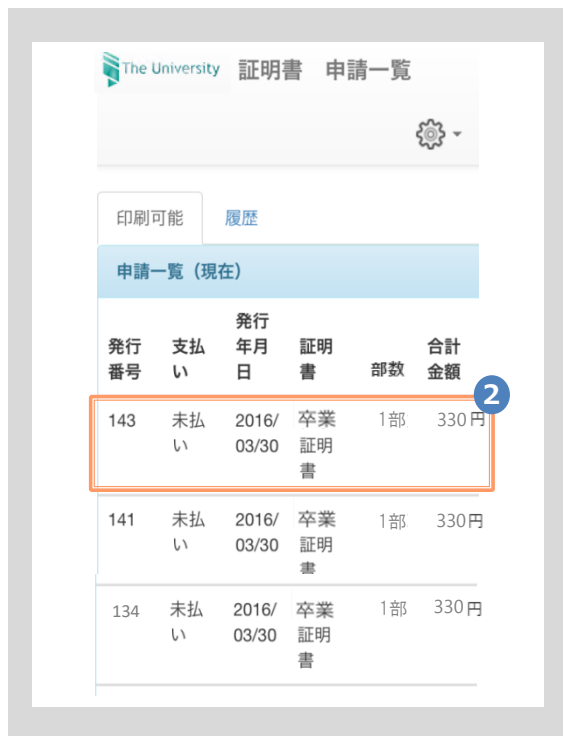 The University 証明書 申請一覧
印刷可能 履歴
申請一覧（現在）
発行番号 支払い 発行年月日 証明書 部数 合計金額
2
143 未払い 2016/03/30 卒業証明書 1部 330円
141 未払い 2016/03/30 卒業証明書 1部 330円
134 未払い 2016/03/30 卒業証明書 1部 330円